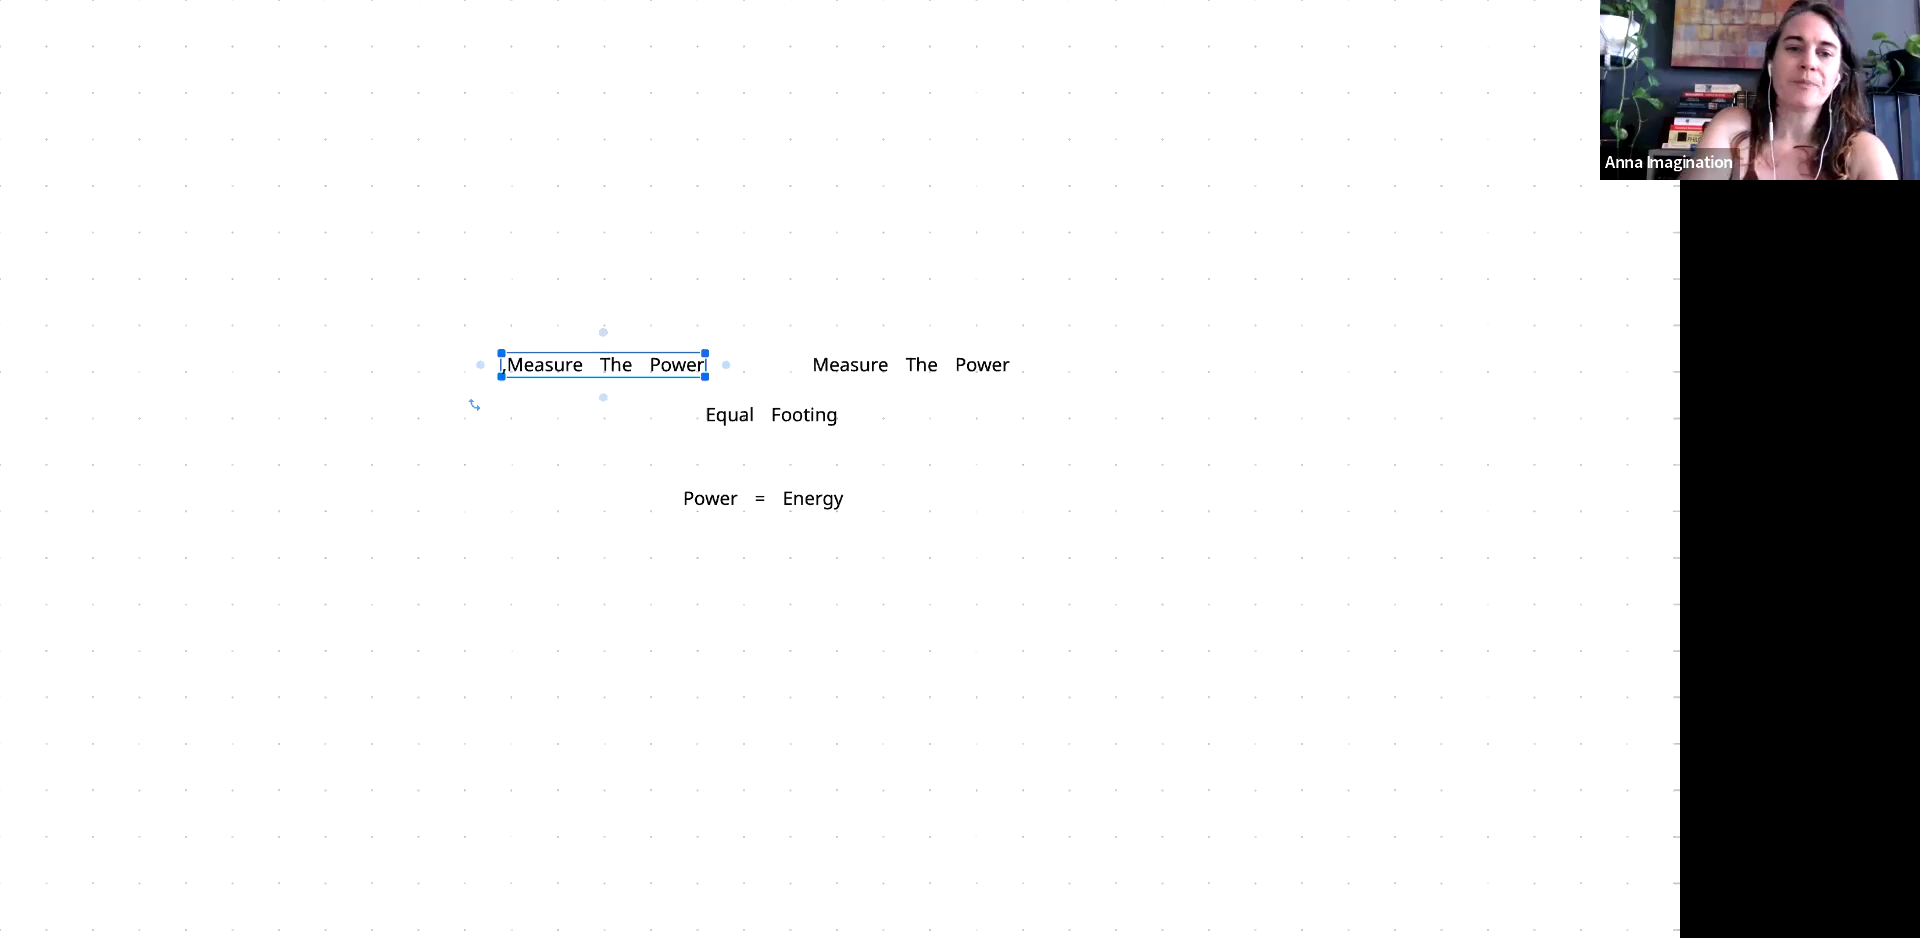 ,Measure The Power Measure The Power
Equal Footing
Power = Energy
Anna Imagination